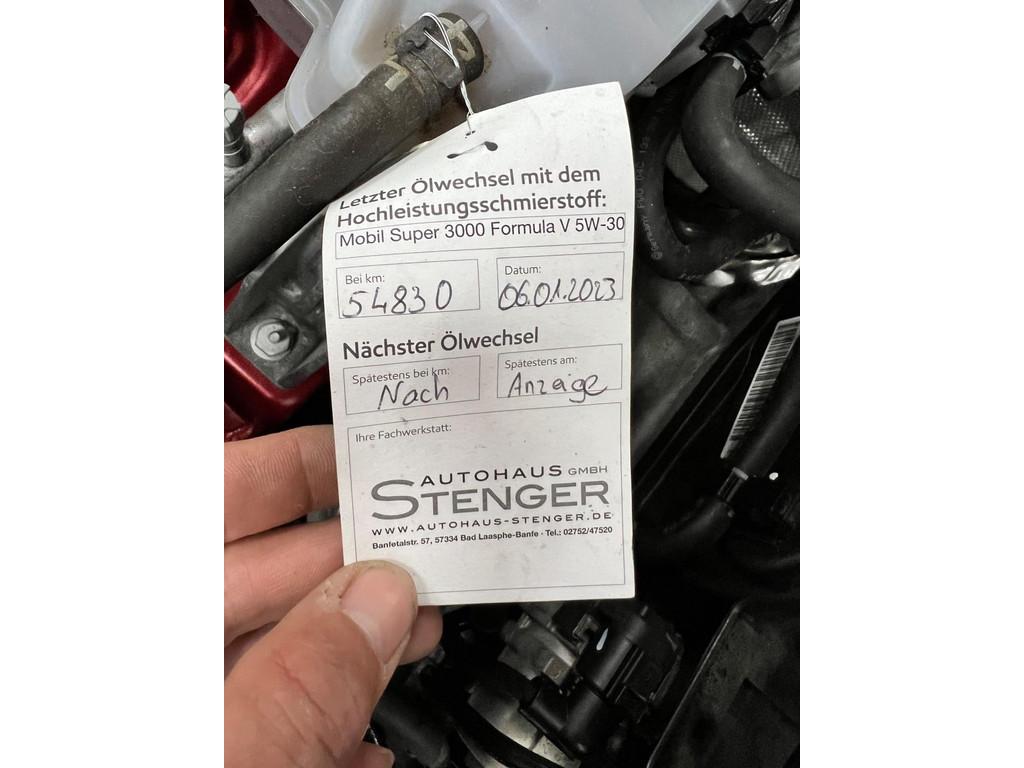 Letzter Ölwechsel mit dem
Hochleistungsschmierstoff:
Mobil Super 3000 Formula V 5W-30
Bei km:
54830
Datum:
06.01.2023
Nächster Ölwechsel
Spätestens bei km:
Nach
Spätestens am:
Anzeige
Ihre Fachwerkstatt:
AUTOHAUS GMBH
STENGER
WWW.AUTOHAUS-STENGER.DE
Banfetalstr. 57, 57334 Bad Laasphe-Banfe · Tel.: 02752/47520